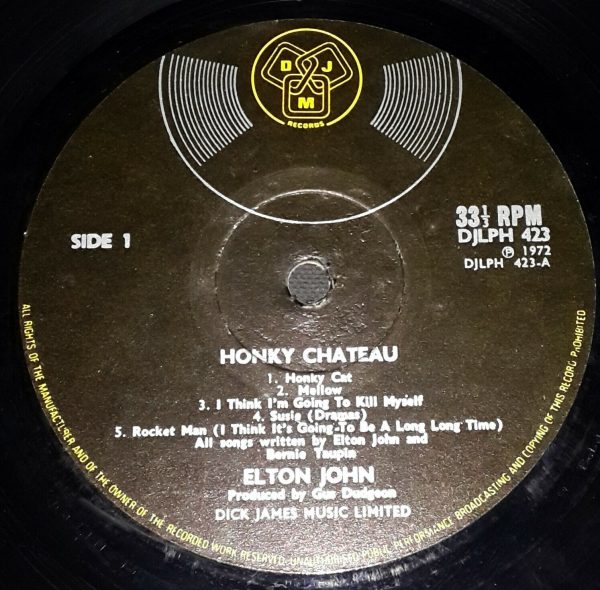 D J M
RECORDS
SIDE 1
33⅓ RPM
DJLPH 423
℗ 1972
DJLPH 423-A
HONKY CHATEAU
1. Honky Cat
2. Mellow
3. I Think I'm Going To Kill Myself
4. Susie (Dramas)
5. Rocket Man (I Think It's Going To Be A Long Long Time)
All songs written by Elton John and
Bernie Taupin
ELTON JOHN
Produced by Gus Dudgeon
DICK JAMES MUSIC LIMITED
ALL RIGHTS OF THE MANUFACTURER AND OF THE OWNER OF THE RECORDED WORK RESERVED. UNAUTHORISED PUBLIC PERFORMANCE BROADCASTING AND COPYING OF THIS RECORD PROHIBITED